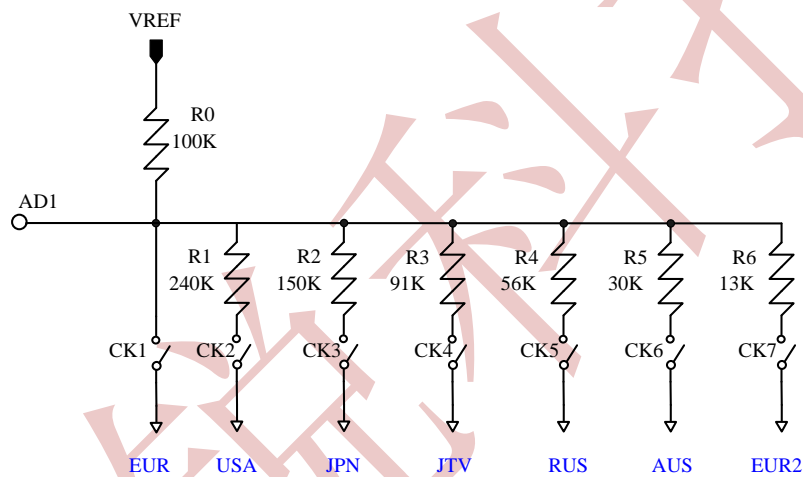 VREF
R0
100K
AD1
R1
240K
R2
150K
R3
91K
R4
56K
R5
30K
R6
13K
CK1
CK2
CK3
CK4
CK5
CK6
CK7
EUR
USA
JPN
JTV
RUS
AUS
EUR2